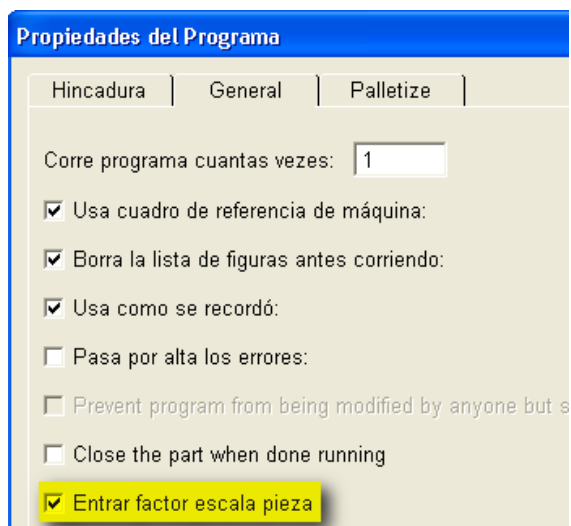 Propiedades del Programa
Hincadura General Palletize
Corre programa cuantas vezes: 1
Usa cuadro de referencia de máquina:
Borra la lista de figuras antes corriendo:
Usa como se recordó:
Pasa por alta los errores:
Prevent program from being modified by anyone but
Close the part when done running
Entrar factor escala pieza